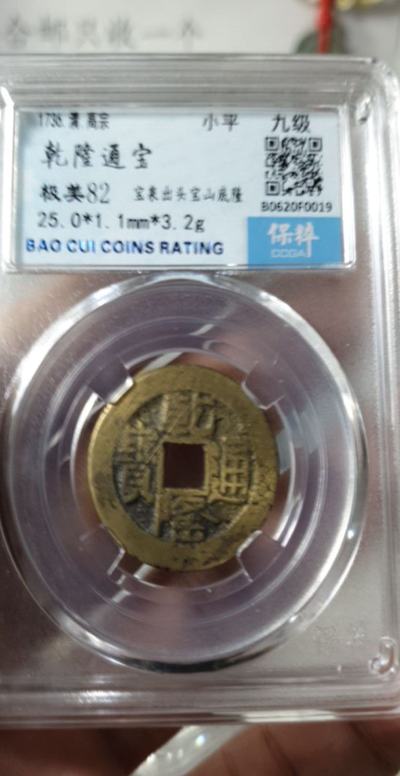 1736 清 高宗 小平 九级
乾隆通宝
极美82 宝泉出头宝山底隆
B0620F0019
25.0*1.1mm*3.2g
保粹
BAO CUI COINS RATING
CCGA
乾隆通寶